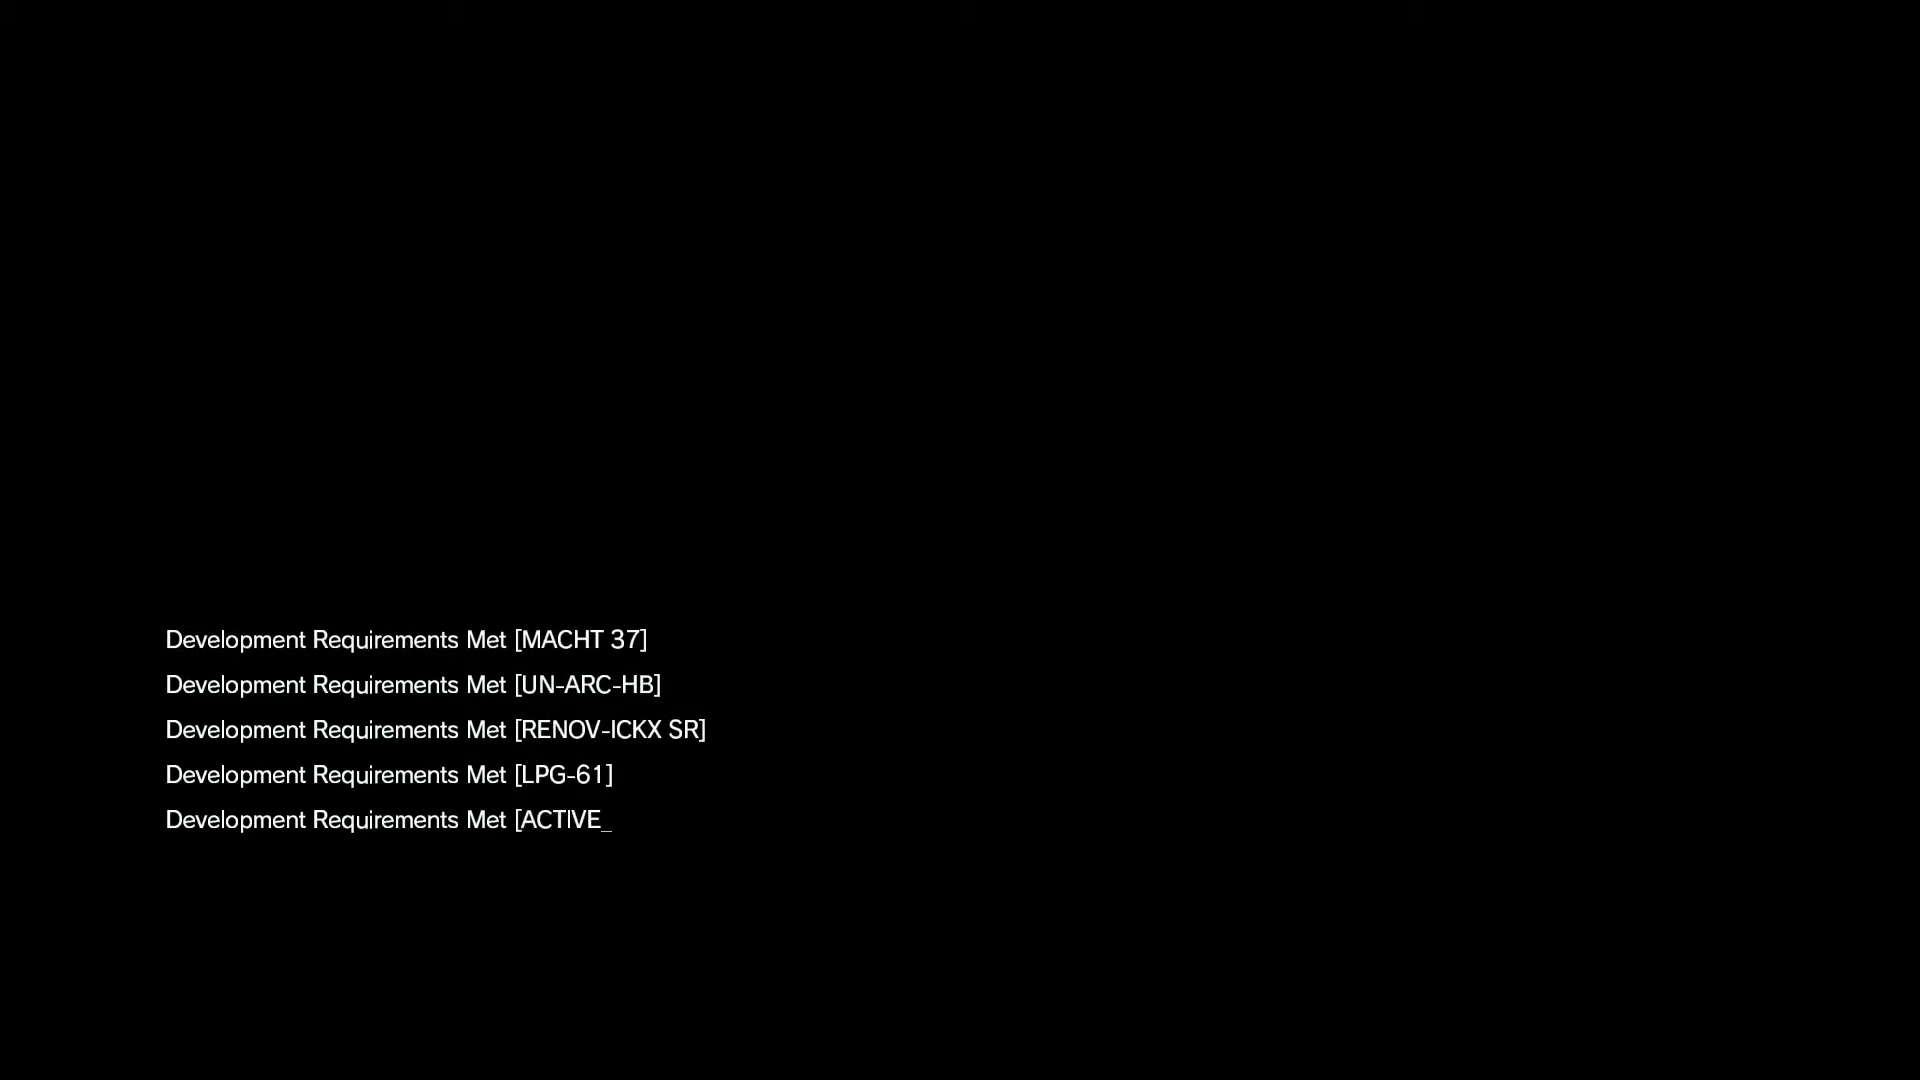 Development Requirements Met [MACHT 37]
Development Requirements Met [UN-ARC-HB]
Development Requirements Met [RENOV-ICKX SR]
Development Requirements Met [LPG-61]
Development Requirements Met [ACTIVE_